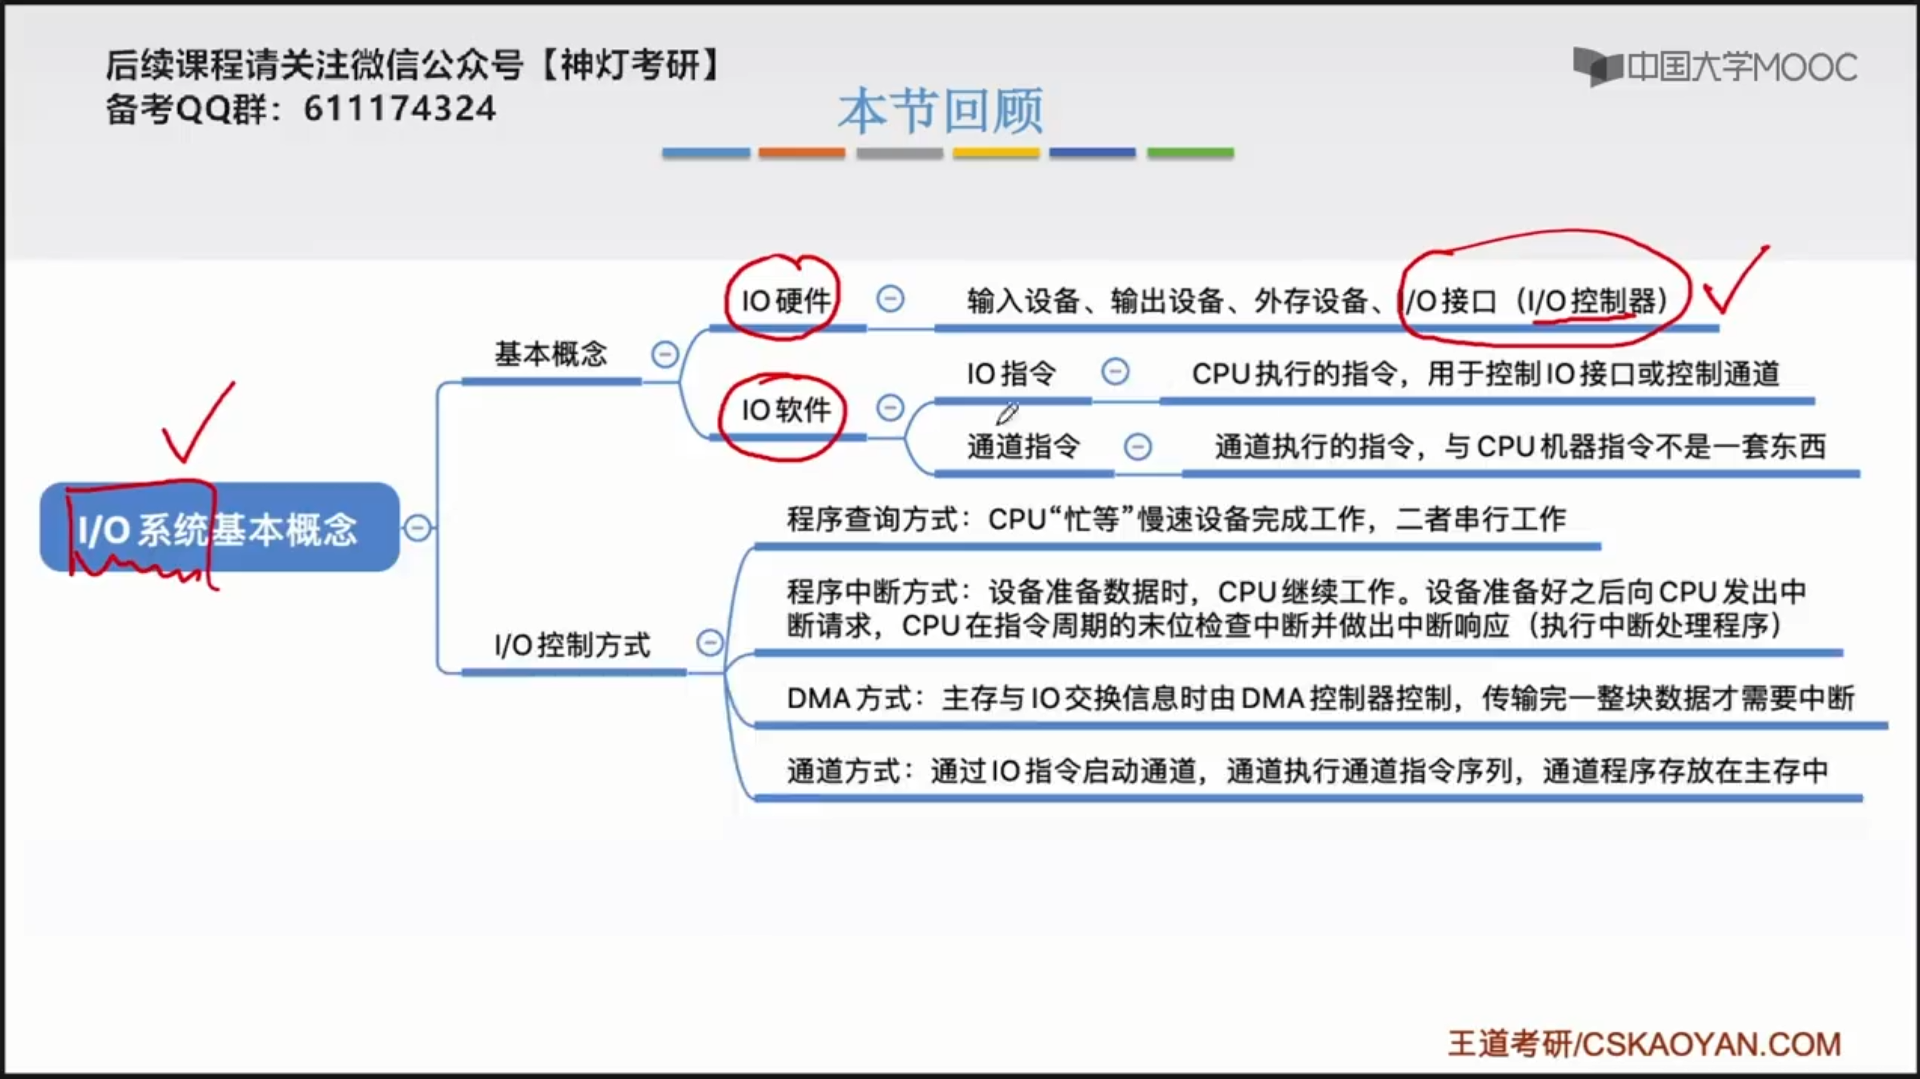 后续课程请关注微信公众号【神灯考研】
备考QQ群：611174324
中国大学MOOC
本节回顾
IO硬件
输入设备、输出设备、外存设备、I/O接口（I/O控制器）
基本概念
IO指令
CPU执行的指令，用于控制IO接口或控制通道
IO软件
通道指令
通道执行的指令，与CPU机器指令不是一套东西
I/O系统基本概念
程序查询方式：CPU“忙等”慢速设备完成工作，二者串行工作
程序中断方式：设备准备数据时，CPU继续工作。设备准备好之后向CPU发出中
断请求，CPU在指令周期的末位检查中断并做出中断响应（执行中断处理程序）
I/O控制方式
DMA方式：主存与IO交换信息时由DMA控制器控制，传输完一整块数据才需要中断
通道方式：通过IO指令启动通道，通道执行通道指令序列，通道程序存放在主存中
王道考研/CSKAOYAN.COM